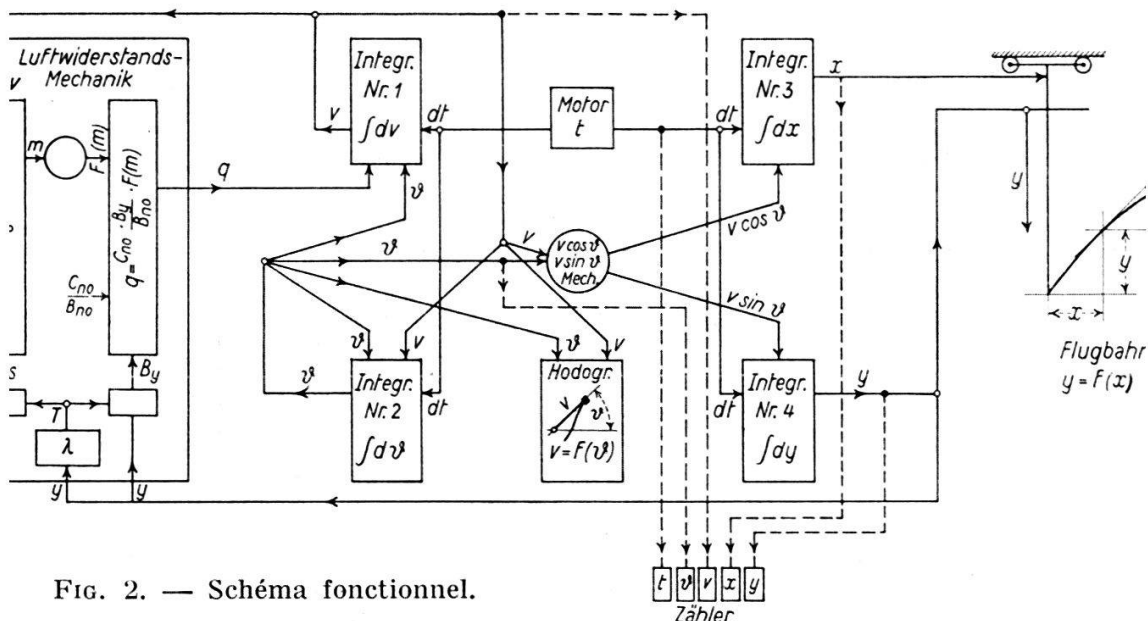 Luftwiderstands-
Mechanik
v
m
F(m)
q = C_no · B_y/B_no · F(m)
C_no/B_no
s
B_y
T
λ
y
y
q
Integr.
Nr. 1
∫dv
v
dt
ϑ
Motor
t
Integr.
Nr. 3
∫dx
dt
x
ϑ
v
v cos ϑ
v sin ϑ
Mech.
v cos ϑ
v sin ϑ
ϑ
v
ϑ
Integr.
Nr. 2
∫dϑ
dt
ϑ
v
Hodogr.
v
ϑ
v = F(ϑ)
dt
Integr.
Nr. 4
∫dy
y
y
y
x
Flugbahn
y = F(x)
t ϑ v x y
Zähler
FIG. 2. — Schéma fonctionnel.